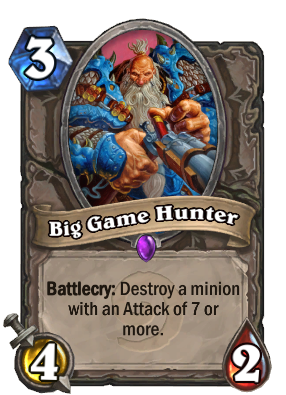 3
Big Game Hunter
Battlecry: Destroy a minion
with an Attack of 7 or
more.
4
2